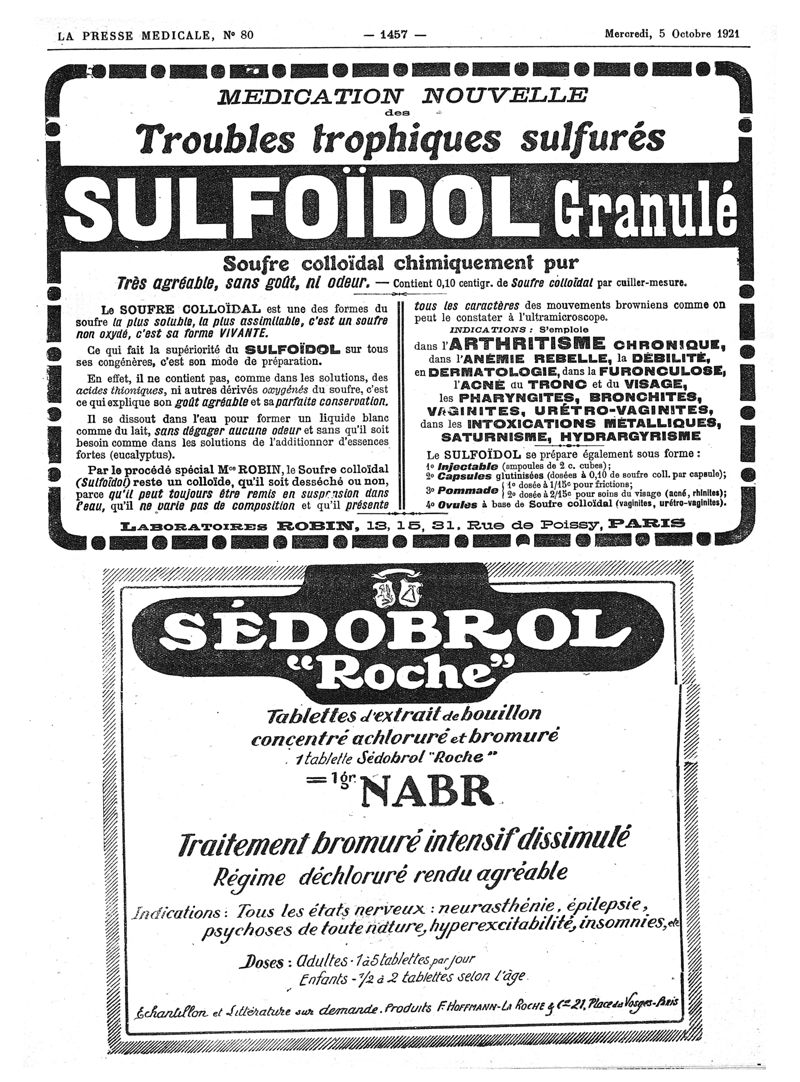 LA PRESSE MEDICALE, N° 80 — 1457 — Mercredi, 5 Octobre 1921
MEDICATION NOUVELLE
des
Troubles trophiques sulfurés
SULFOÏDOL Granulé
Soufre colloïdal chimiquement pur
Très agréable, sans goût, ni odeur. — Contient 0,10 centigr. de Soufre colloïdal par cuiller-mesure.
Le SOUFRE COLLOÏDAL est une des formes du
soufre la plus soluble, la plus assimilable, c'est un soufre
non oxydé, c'est sa forme VIVANTE.
Ce qui fait la supériorité du SULFOÏDOL sur tous
ses congénères, c'est son mode de préparation.
En effet, il ne contient pas, comme dans les solutions, des
acides thioniques, ni autres dérivés oxygénés du soufre, c'est
ce qui explique son goût agréable et sa parfaite conservation.
Il se dissout dans l'eau pour former un liquide blanc
comme du lait, sans dégager aucune odeur et sans qu'il soit
besoin comme dans les solutions de l'additionner d'essences
fortes (eucalyptus).
Par le procédé spécial Mce ROBIN, le Soufre colloïdal
(Sulfoïdol) reste un colloïde, qu'il soit desséché ou non,
parce qu'il peut toujours être remis en suspension dans
l'eau, qu'il ne varie pas de composition et qu'il présente
tous les caractères des mouvements browniens comme on
peut le constater à l'ultramicroscope.
INDICATIONS : S'emploie
dans l'ARTHRITISME CHRONIQUE,
dans l'ANÉMIE REBELLE, la DÉBILITÉ,
en DERMATOLOGIE, dans la FURONCULOSE,
l'ACNÉ du TRONC et du VISAGE,
les PHARYNGITES, BRONCHITES,
VAGINITES, URÉTRO-VAGINITES,
dans les INTOXICATIONS MÉTALLIQUES,
SATURNISME, HYDRARGYRISME
Le SULFOÏDOL se prépare également sous forme :
1° Injectable (ampoules de 2 c. cubes) ;
2° Capsules glutinisées (dosées à 0,10 de soufre coll. par capsule) ;
3° Pommade { 1° dosée à 1/15e pour frictions ;
2° dosée à 2/15e pour soins du visage (acné, rhinites) ;
4° Ovules à base de Soufre colloïdal (vaginites, urétro-vaginites).
LABORATOIRES ROBIN, 13, 15, 31, Rue de Poissy, PARIS
SÉDOBROL
"Roche"
Tablettes d'extrait de bouillon
concentré achloruré et bromuré
1 tablette Sédobrol "Roche"
= 1gr. NABR
Traitement bromuré intensif dissimulé
Régime déchloruré rendu agréable
Indications : Tous les états nerveux : neurasthénie, épilepsie,
psychoses de toute nature, hyperexcitabilité, insomnies, etc
Doses : Adultes - 1 à 5 tablettes par jour
Enfants - 1/2 à 2 tablettes selon l'âge.
Échantillon et Littérature sur demande. Produits F. HOFFMANN-LA ROCHE & Cie 21, Place des Vosges-Paris